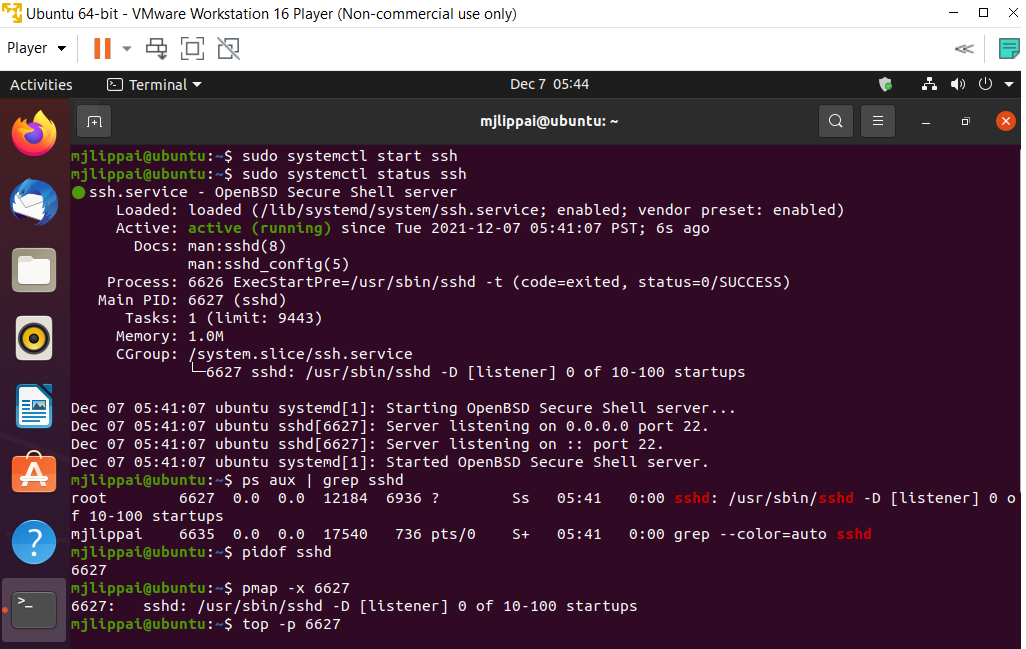 Ubuntu 64-bit - VMware Workstation 16 Player (Non-commercial use only)
Player
Activities
Terminal
Dec 7 05:44
mjlippai@ubuntu: ~
mjlippai@ubuntu:~$ sudo systemctl start ssh
mjlippai@ubuntu:~$ sudo systemctl status ssh
● ssh.service - OpenBSD Secure Shell server
     Loaded: loaded (/lib/systemd/system/ssh.service; enabled; vendor preset: enabled)
     Active: active (running) since Tue 2021-12-07 05:41:07 PST; 6s ago
       Docs: man:sshd(8)
             man:sshd_config(5)
    Process: 6626 ExecStartPre=/usr/sbin/sshd -t (code=exited, status=0/SUCCESS)
   Main PID: 6627 (sshd)
      Tasks: 1 (limit: 9443)
     Memory: 1.0M
     CGroup: /system.slice/ssh.service
             └─6627 sshd: /usr/sbin/sshd -D [listener] 0 of 10-100 startups
Dec 07 05:41:07 ubuntu systemd[1]: Starting OpenBSD Secure Shell server...
Dec 07 05:41:07 ubuntu sshd[6627]: Server listening on 0.0.0.0 port 22.
Dec 07 05:41:07 ubuntu sshd[6627]: Server listening on :: port 22.
Dec 07 05:41:07 ubuntu systemd[1]: Started OpenBSD Secure Shell server.
mjlippai@ubuntu:~$ ps aux | grep sshd
root        6627  0.0  0.0  12184  6936 ?        Ss   05:41   0:00 sshd: /usr/sbin/sshd -D [listener] 0 o
f 10-100 startups
mjlippai    6635  0.0  0.0  17540   736 pts/0    S+   05:41   0:00 grep --color=auto sshd
mjlippai@ubuntu:~$ pidof sshd
6627
mjlippai@ubuntu:~$ pmap -x 6627
6627:   sshd: /usr/sbin/sshd -D [listener] 0 of 10-100 startups
mjlippai@ubuntu:~$ top -p 6627